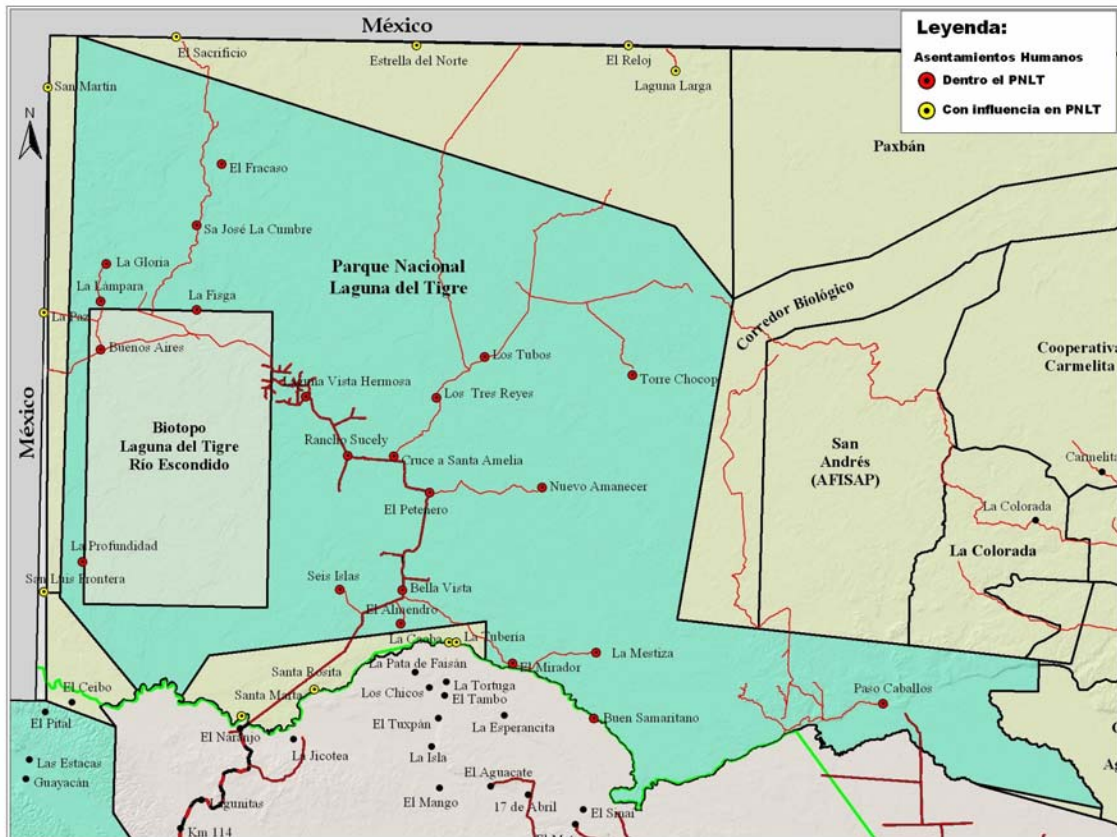 México
Leyenda:
Asentamientos Humanos
Dentro el PNLT
Con influencia en PNLT
El Sacrificio
Estrella del Norte
El Reloj
Laguna Larga
San Martin
N
Paxbán
El Fracaso
Sa José La Cumbre
La Gloria
Parque Nacional
Laguna del Tigre
La Lámpara
La Fisga
La Paz
Corredor Biológico
Buenos Aires
Los Tubos
Cooperativa
Carmelita
México
Laguna Vista Hermosa
Torre Chocop
Los Tres Reyes
Biotopo
Laguna del Tigre
Río Escondido
Rancho Sucely
Cruce a Santa Amelia
San
Andrés
(AFISAP)
Carmelita
Nuevo Amanecer
El Petenero
La Colorada
La Profundidad
La Colorada
San Luis Frontera
Seis Islas
Bella Vista
El Almendro
La Caoba
La Tuberia
La Mestiza
El Mirador
La Pata de Faisán
Santa Rosita
La Tortuga
Los Chicos
El Tambo
Santa Marta
Paso Caballos
El Ceibo
El Pital
El Tuxpán
La Esperancita
Buen Samaritano
El Naranjo
La Jicotea
La Isla
Las Estacas
Guayacán
El Aguacate
El Mango
17 de Abril
Lagunitas
El Sinai
Km 114